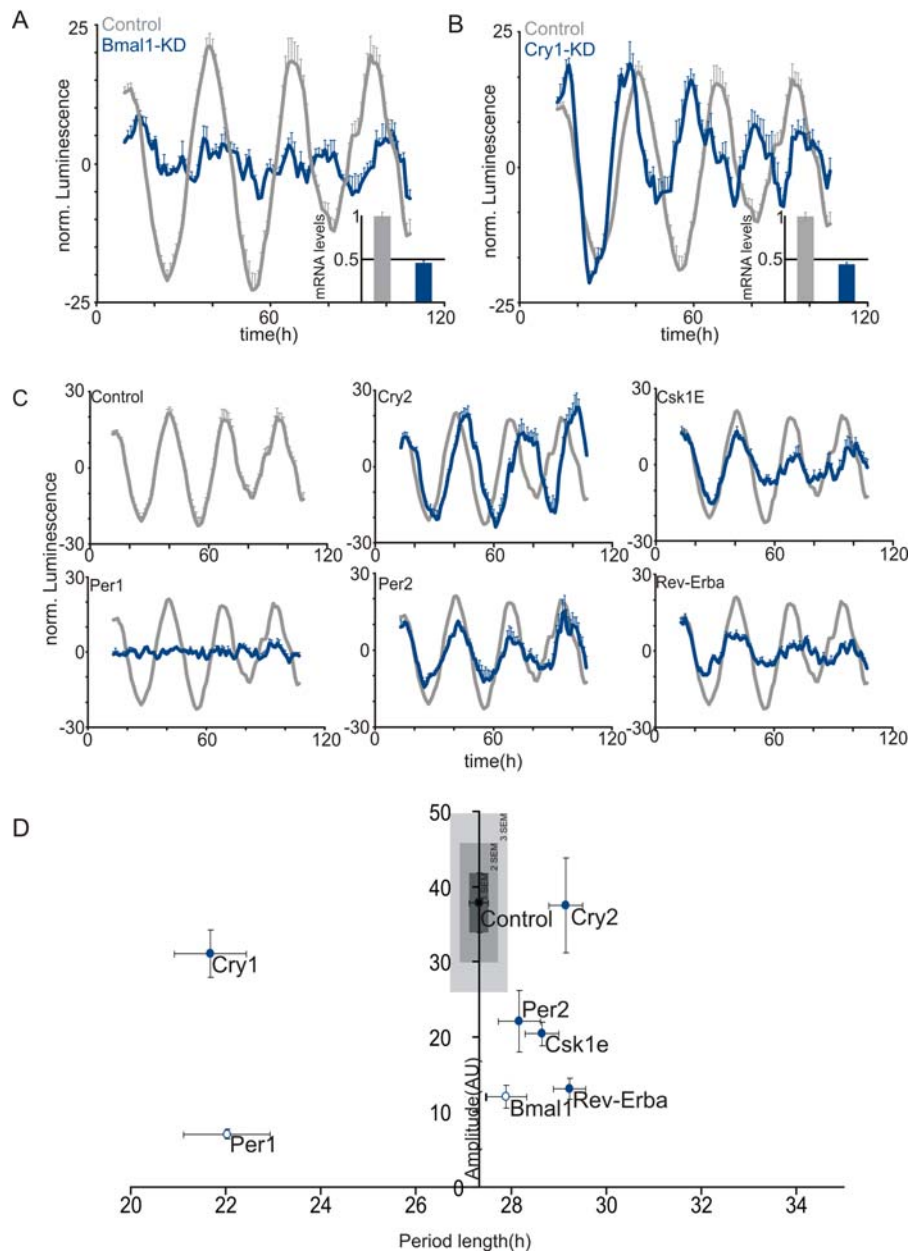 A
Control
Bmal1-KD
25
0
-25
norm. Luminescence
mRNA levels
1
0.5
0
60
120
time(h)
B
Control
Cry1-KD
25
0
-25
norm. Luminescence
mRNA levels
1
0.5
0
60
120
time(h)
C
norm. Luminescence
Control
30
0
-30
0
60
120
Cry2
30
0
-30
0
60
120
Csk1E
30
0
-30
0
60
120
Per1
30
0
-30
0
60
120
Per2
30
0
-30
0
60
120
Rev-Erba
30
0
-30
0
60
120
time(h)
D
50
40
30
20
10
0
Amplitude(AU)
3 SEM
2 SEM
1 SEM
Control
Cry2
Cry1
Per2
Csk1e
Bmal1
Rev-Erba
Per1
20
22
24
26
28
30
32
34
Period length(h)